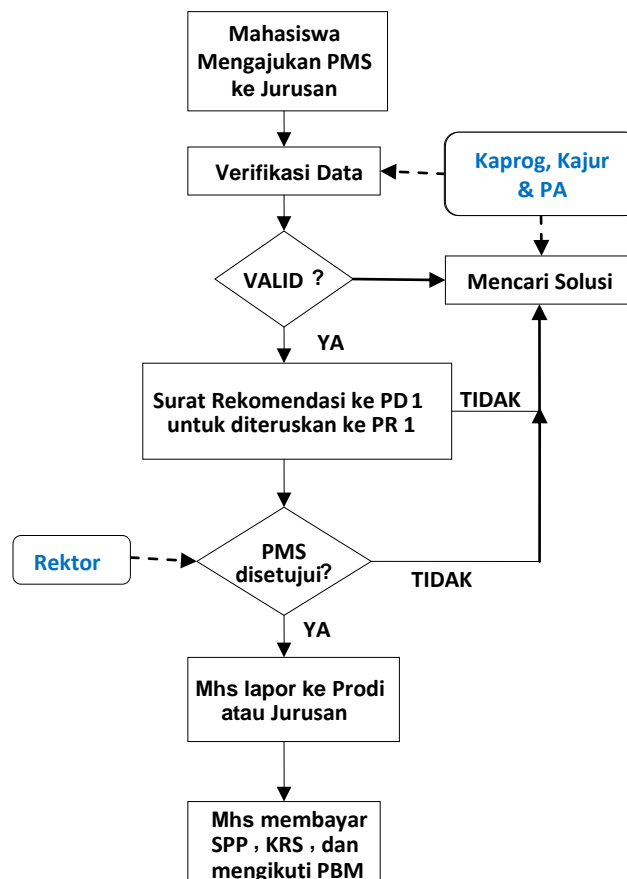 Mahasiswa
Mengajukan PMS
ke Jurusan
Verifikasi Data
Kaprog, Kajur
& PA
VALID ?
Mencari Solusi
YA
Surat Rekomendasi ke PD 1
untuk diteruskan ke PR 1
TIDAK
Rektor
PMS
disetujui?
TIDAK
YA
Mhs lapor ke Prodi
atau Jurusan
Mhs membayar
SPP , KRS , dan
mengikuti PBM